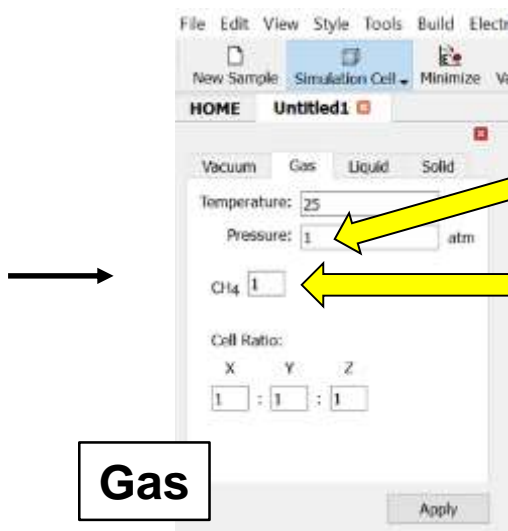 File Edit View Style Tools Build
New Sample Simulation Cell Minimize
HOME Untitled1
Vacuum Gas Liquid Solid
Temperature: 25
Pressure: 1 atm
CH4 1
Cell Ratio:
X Y Z
1 : 1 : 1
Gas
Apply